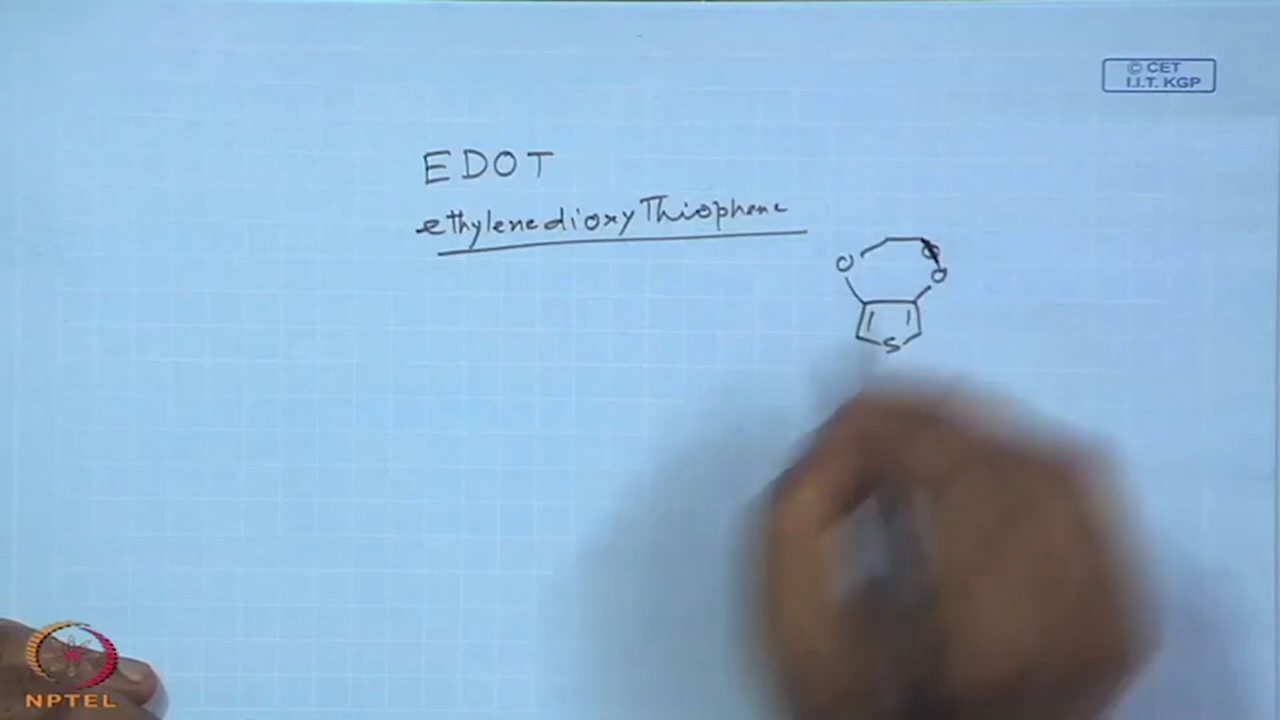 © CET
I.I.T. KGP
EDOT
ethylenedioxyThiophene
O
O
S
NPTEL